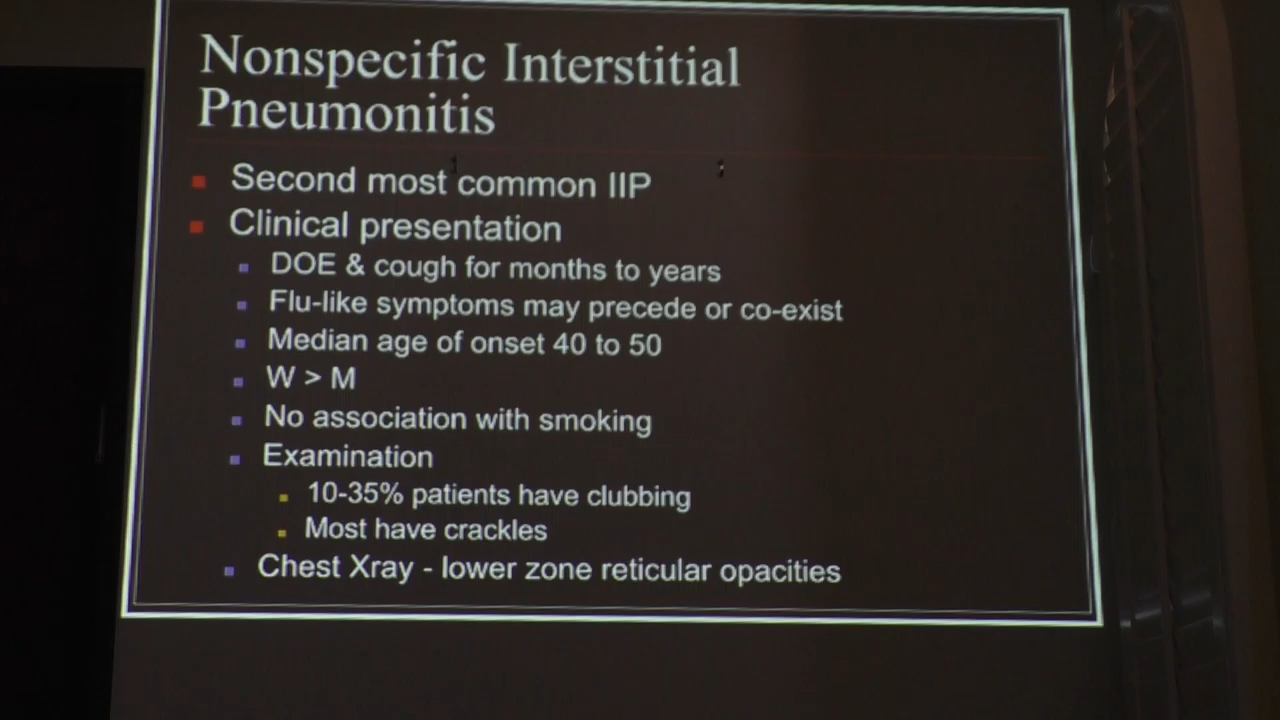 Nonspecific Interstitial
Pneumonitis
Second most common IIP
Clinical presentation
DOE & cough for months to years
Flu-like symptoms may precede or co-exist
Median age of onset 40 to 50
W > M
No association with smoking
Examination
10-35% patients have clubbing
Most have crackles
Chest Xray - lower zone reticular opacities